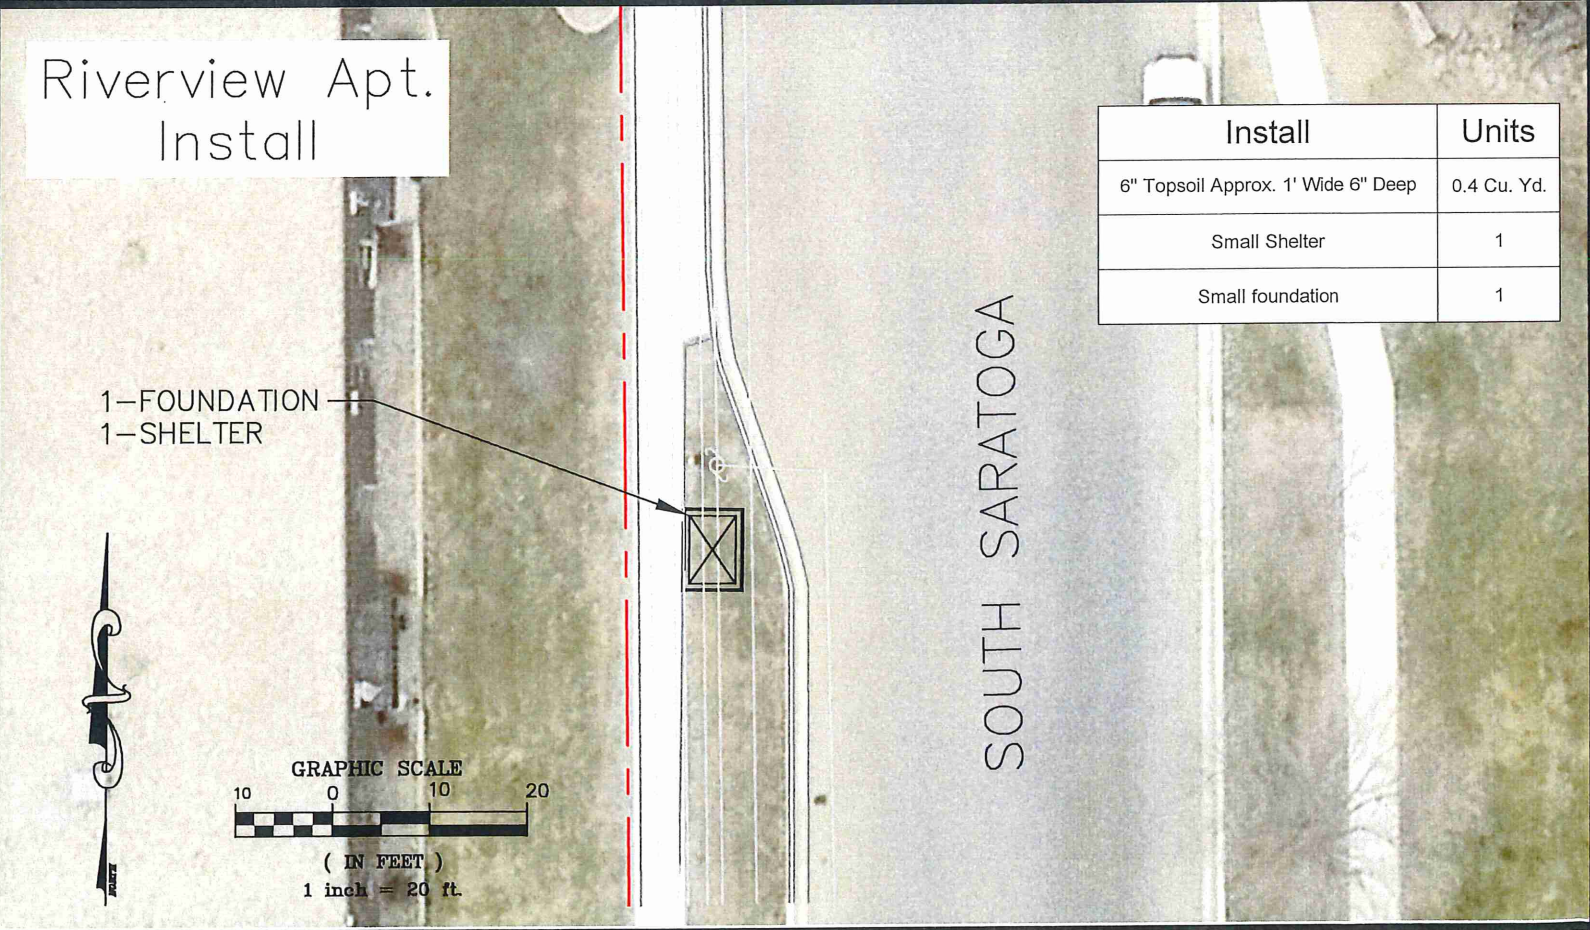 Riverview Apt.
Install
Install Units
6" Topsoil Approx. 1' Wide 6" Deep 0.4 Cu. Yd.
Small Shelter 1
Small foundation 1
1-FOUNDATION
1-SHELTER
SOUTH SARATOGA
GRAPHIC SCALE
10 0 10 20
( IN FEET )
1 inch = 20 ft.